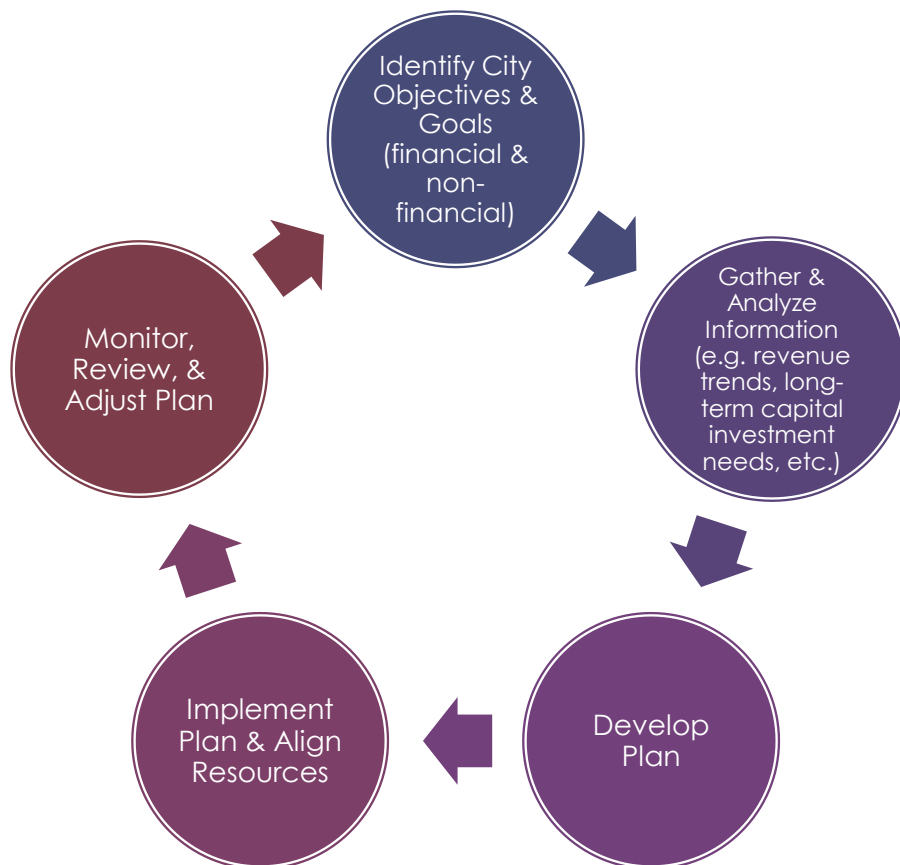 Identify City
Objectives &
Goals
(financial &
non-
financial)
Gather &
Analyze
Information
(e.g. revenue
trends, long-
term capital
investment
needs, etc.)
Develop
Plan
Implement
Plan & Align
Resources
Monitor,
Review, &
Adjust Plan